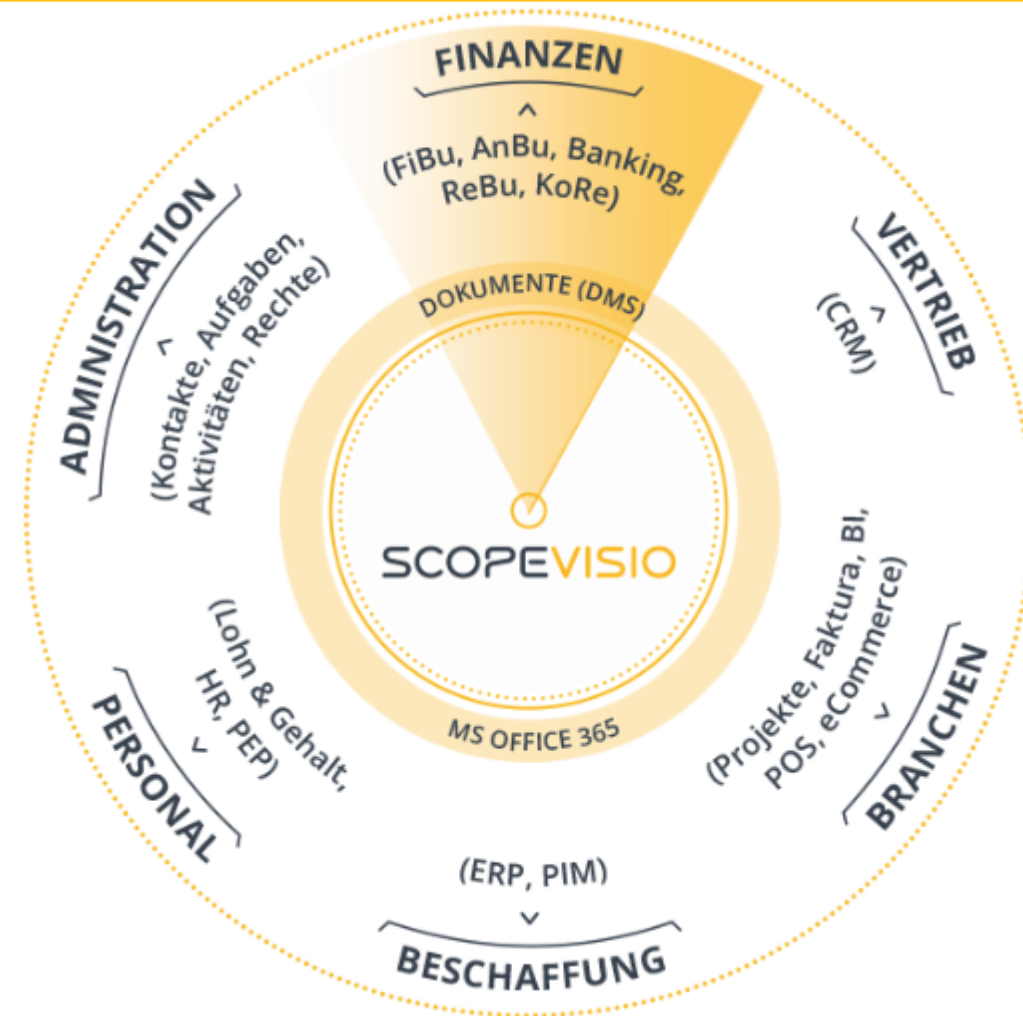 FINANZEN
(FiBu, AnBu, Banking,
ReBu, KoRe)
VERTRIEB
(CRM)
BRANCHEN
(Projekte, Faktura, BI,
POS, eCommerce)
BESCHAFFUNG
(ERP, PIM)
PERSONAL
(Lohn & Gehalt,
HR, PEP)
ADMINISTRATION
(Kontakte, Aufgaben,
Aktivitäten, Rechte)
DOKUMENTE (DMS)
SCOPEVISIO
MS OFFICE 365